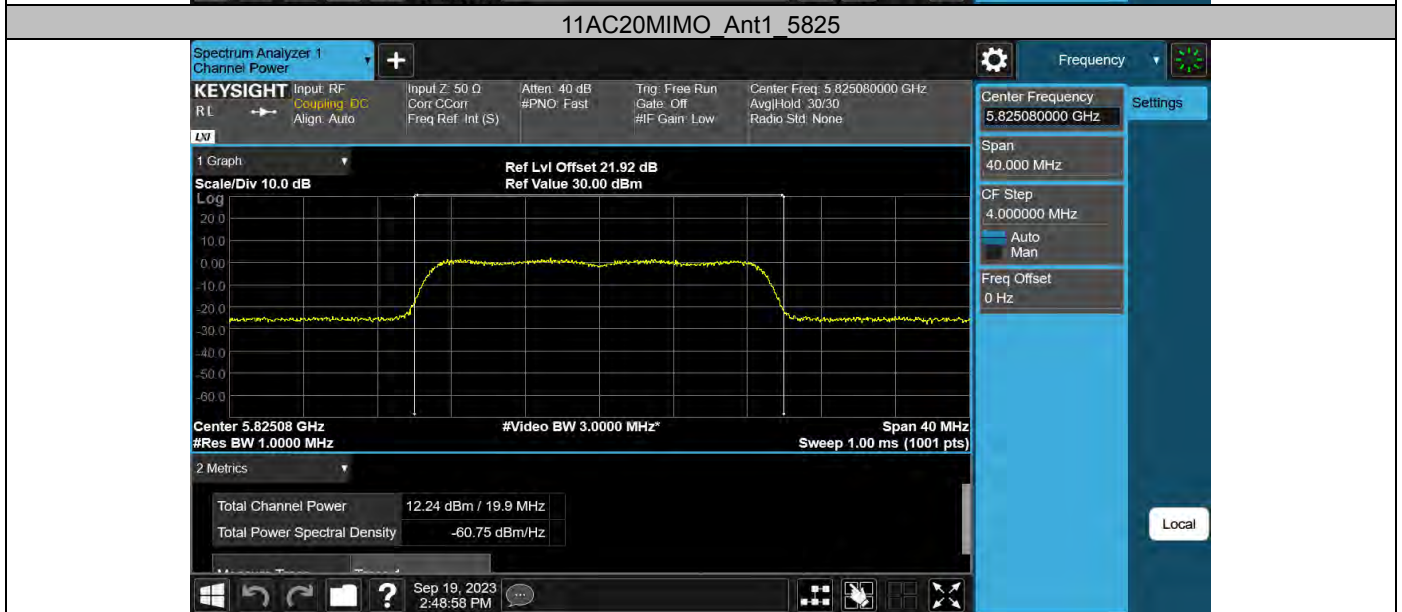 11AC20MIMO_Ant1_5825
Spectrum Analyzer 1
Channel Power
+
Frequency
KEYSIGHT
RL
LXI
Input: RF
Coupling: DC
Align: Auto
Input Z: 50 Ω
Corr CCorr
Freq Ref: Int (S)
Atten: 40 dB
#PNO: Fast
Trig: Free Run
Gate: Off
#IF Gain: Low
Center Freq: 5.825080000 GHz
Avg|Hold: 30/30
Radio Std: None
Center Frequency
5.825080000 GHz
Settings
Span
40.000 MHz
CF Step
4.000000 MHz
Auto
Man
Freq Offset
0 Hz
1 Graph
Scale/Div 10.0 dB
Ref Lvl Offset 21.92 dB
Ref Value 30.00 dBm
Log
20.0
10.0
0.00
-10.0
-20.0
-30.0
-40.0
-50.0
-60.0
Center 5.82508 GHz
#Video BW 3.0000 MHz*
Span 40 MHz
#Res BW 1.0000 MHz
Sweep 1.00 ms (1001 pts)
2 Metrics
Total Channel Power 12.24 dBm / 19.9 MHz
Total Power Spectral Density -60.75 dBm/Hz
Local
?
Sep 19, 2023
2:48:58 PM